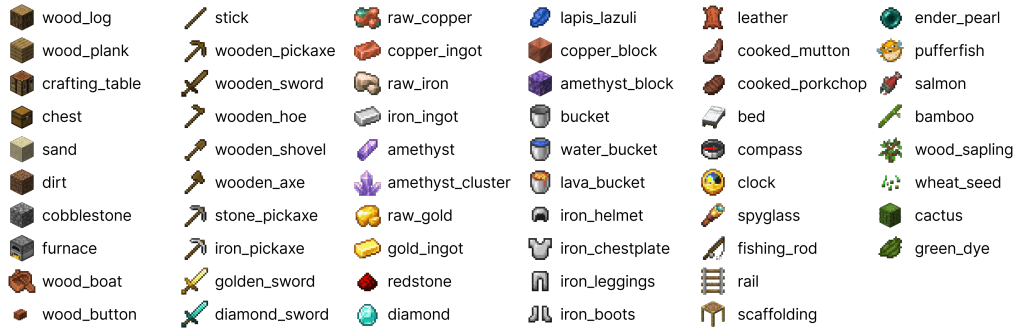 wood_log
wood_plank
crafting_table
chest
sand
dirt
cobblestone
furnace
wood_boat
wood_button
stick
wooden_pickaxe
wooden_sword
wooden_hoe
wooden_shovel
wooden_axe
stone_pickaxe
iron_pickaxe
golden_sword
diamond_sword
raw_copper
copper_ingot
raw_iron
iron_ingot
amethyst
amethyst_cluster
raw_gold
gold_ingot
redstone
diamond
lapis_lazuli
copper_block
amethyst_block
bucket
water_bucket
lava_bucket
iron_helmet
iron_chestplate
iron_leggings
iron_boots
leather
cooked_mutton
cooked_porkchop
bed
compass
clock
spyglass
fishing_rod
rail
scaffolding
ender_pearl
pufferfish
salmon
bamboo
wood_sapling
wheat_seed
cactus
green_dye